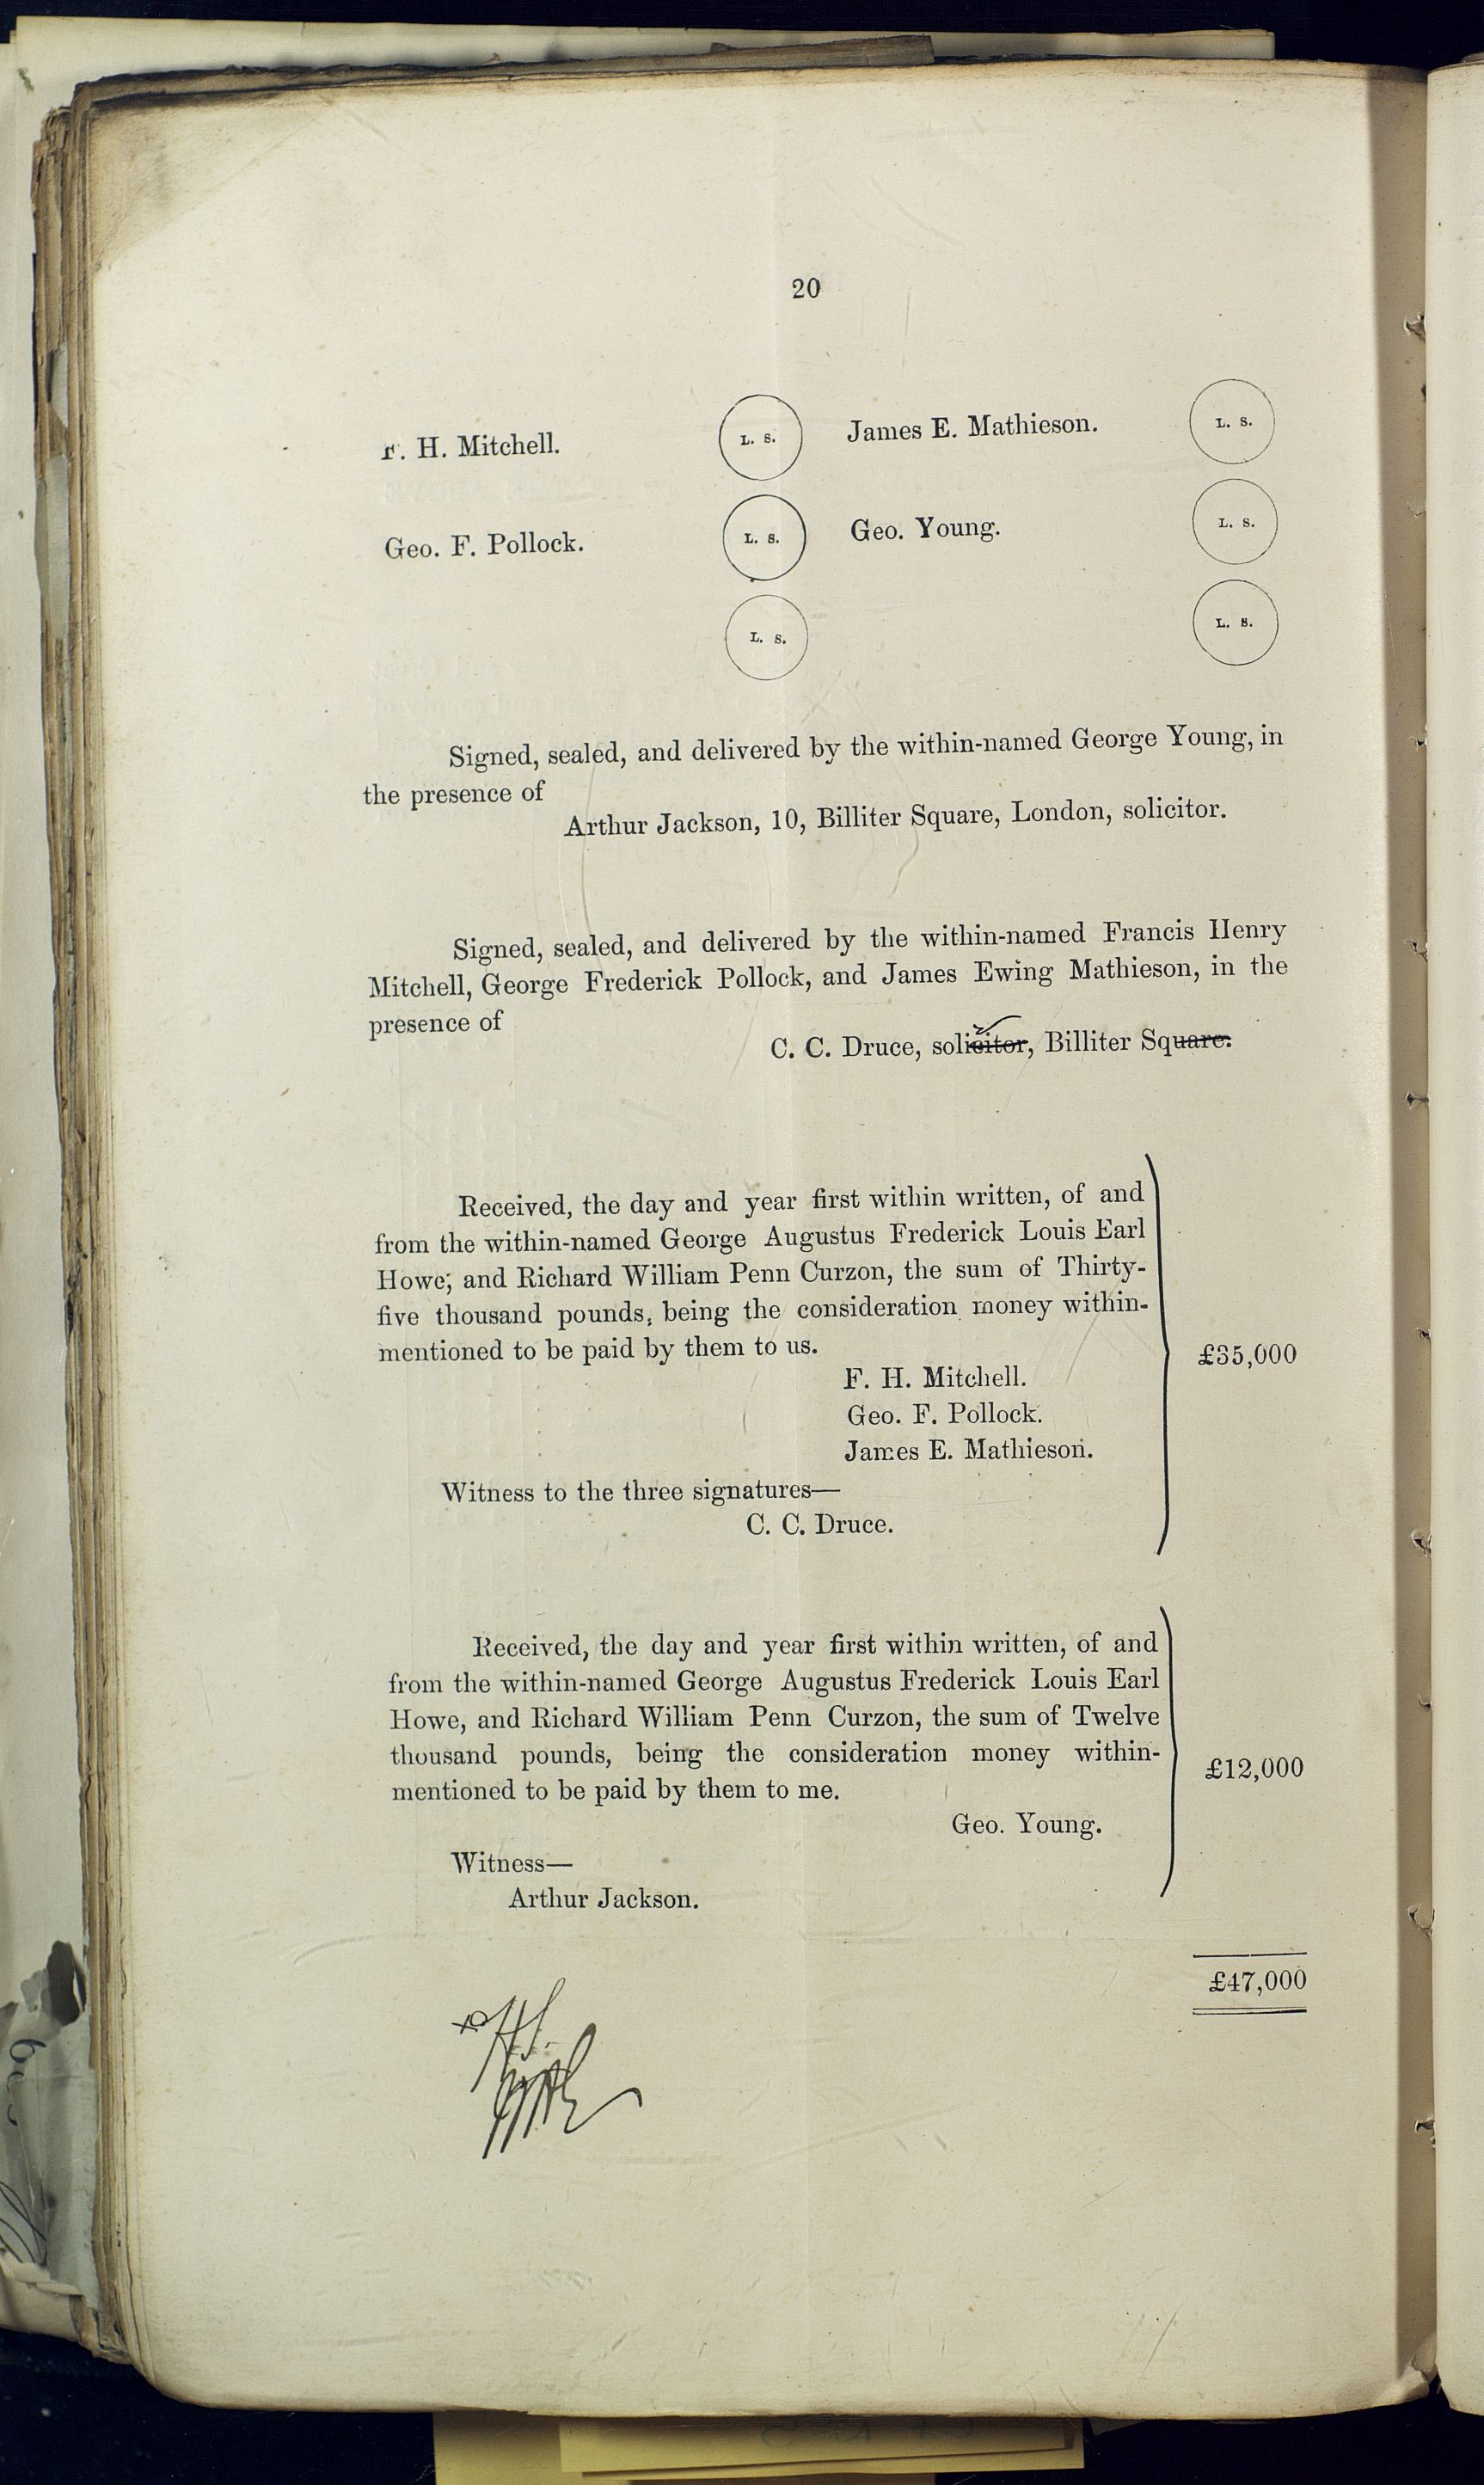 20
F. H. Mitchell. L. S. James E. Mathieson. L. S.
Geo. F. Pollock. L. S. Geo. Young. L. S.
L. S. L. S.
Signed, sealed, and delivered by the within-named George Young, in
the presence of
Arthur Jackson, 10, Billiter Square, London, solicitor.
Signed, sealed, and delivered by the within-named Francis Henry
Mitchell, George Frederick Pollock, and James Ewing Mathieson, in the
presence of
C. C. Druce, solicitor, Billiter Square.
Received, the day and year first within written, of and
from the within-named George Augustus Frederick Louis Earl
Howe, and Richard William Penn Curzon, the sum of Thirty-
five thousand pounds, being the consideration money within-
mentioned to be paid by them to us.
£35,000
F. H. Mitchell.
Geo. F. Pollock.
James E. Mathieson.
Witness to the three signatures—
C. C. Druce.
Received, the day and year first within written, of and
from the within-named George Augustus Frederick Louis Earl
Howe, and Richard William Penn Curzon, the sum of Twelve
thousand pounds, being the consideration money within-
mentioned to be paid by them to me.
£12,000
Geo. Young.
Witness—
Arthur Jackson.
£47,000